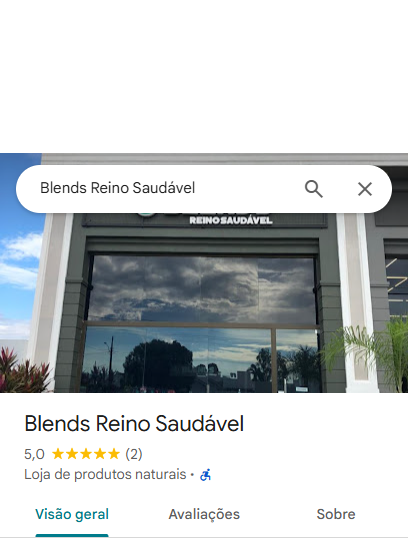 Blends Reino Saudável
REINO SAUDÁVEL
Blends Reino Saudável
5,0 (2)
Loja de produtos naturais ·
Visão geral Avaliações Sobre